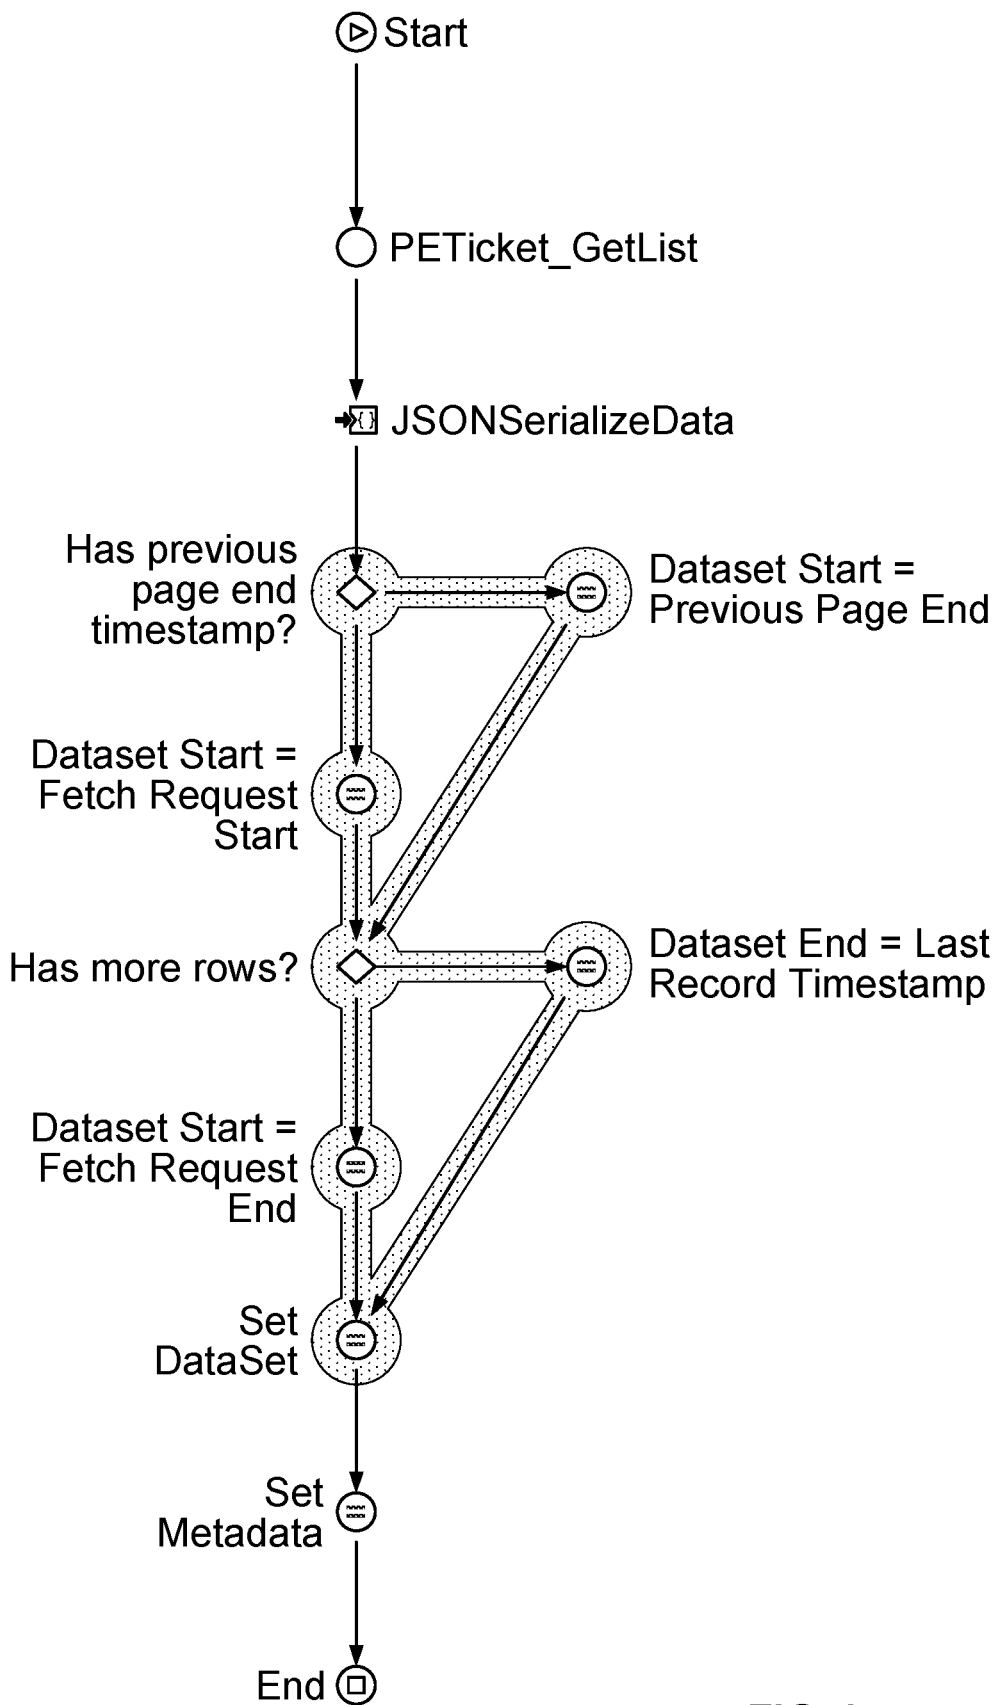 Start
PETicket_GetList
JSONSerializeData
Has previous
page end
timestamp?
Dataset Start =
Previous Page End
Dataset Start =
Fetch Request
Start
Has more rows?
Dataset End = Last
Record Timestamp
Dataset Start =
Fetch Request
End
Set
DataSet
Set
Metadata
End